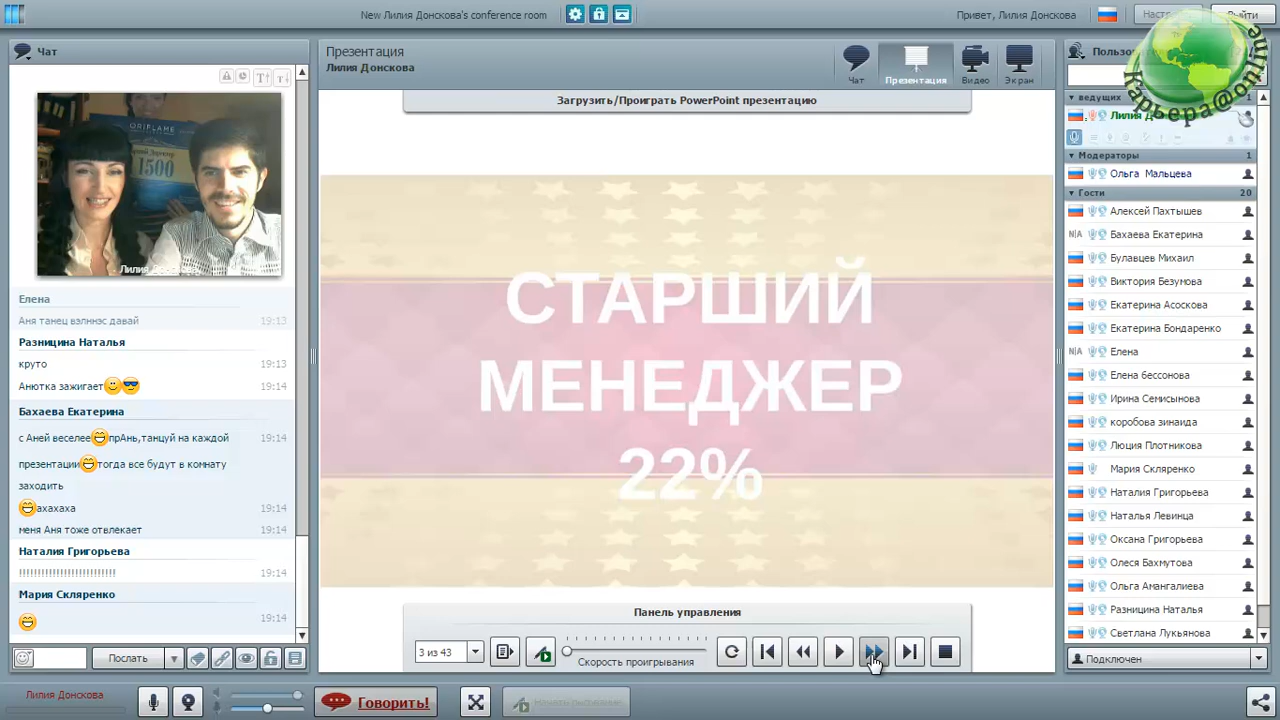 New Лилия Донскова's conference room
Привет, Лилия Донскова
Выйти
Чат
ORIFLAME
1500
Елена
Аня танец вэлнэс давай 19:13
Разницина Наталья
круто 19:13
Анютка зажигает 19:14
Бахаева Екатерина
с Аней веселее прАнь,танцуй на каждой 19:14
презентации тогда все будут в комнату
заходить
ахахаха 19:14
меня Аня тоже отвлекает 19:14
Наталия Григорьева
!!!!!!!!!!!!!!!!!!!!!!!!!! 19:14
Мария Скляренко
19:14
Послать
Презентация
Лилия Донскова
Чат
Презентация
Видео
Экран
Загрузить/Проиграть PowerPoint презентацию
СТАРШИЙ
МЕНЕДЖЕР
22%
Панель управления
3 из 43
Скорость проигрывания
Карьера@online
ведущих 1
Модераторы 1
Ольга Мальцева
Гости 20
Алексей Пахтышев
N|A Бахаева Екатерина
Булавцев Михаил
Виктория Безумова
Екатерина Асоскова
Екатерина Бондаренко
N|A Елена
Елена бессонова
Ирина Семисынова
коробова зинаида
Люция Плотникова
Мария Скляренко
Наталия Григорьева
Наталья Левинца
Оксана Григорьева
Олеся Бахмутова
Ольга Амангалиева
Разницина Наталья
Светлана Лукьянова
Подключен
Лилия Донскова
Говорить!